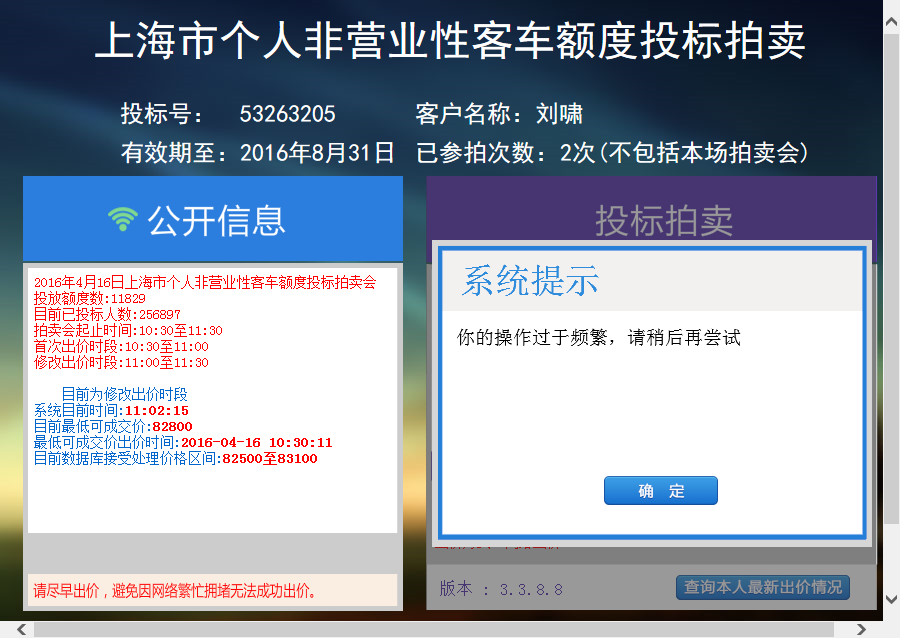 上海市个人非营业性客车额度投标拍卖
投标号： 53263205 客户名称：刘啸
有效期至：2016年8月31日 已参拍次数：2次(不包括本场拍卖会)
公开信息
2016年4月16日上海市个人非营业性客车额度投标拍卖会
投放额度数:11829
目前已投标人数:256897
拍卖会起止时间:10:30至11:30
首次出价时段:10:30至11:00
修改出价时段:11:00至11:30
目前为修改出价时段
系统目前时间:11:02:15
目前最低可成交价:82800
最低可成交价出价时间:2016-04-16 10:30:11
目前数据库接受处理价格区间:82500至83100
请尽早出价，避免因网络繁忙拥堵无法成功出价。
投标拍卖
系统提示
你的操作过于频繁，请稍后再尝试
确 定
版本 : 3.3.8.8
查询本人最新出价情况